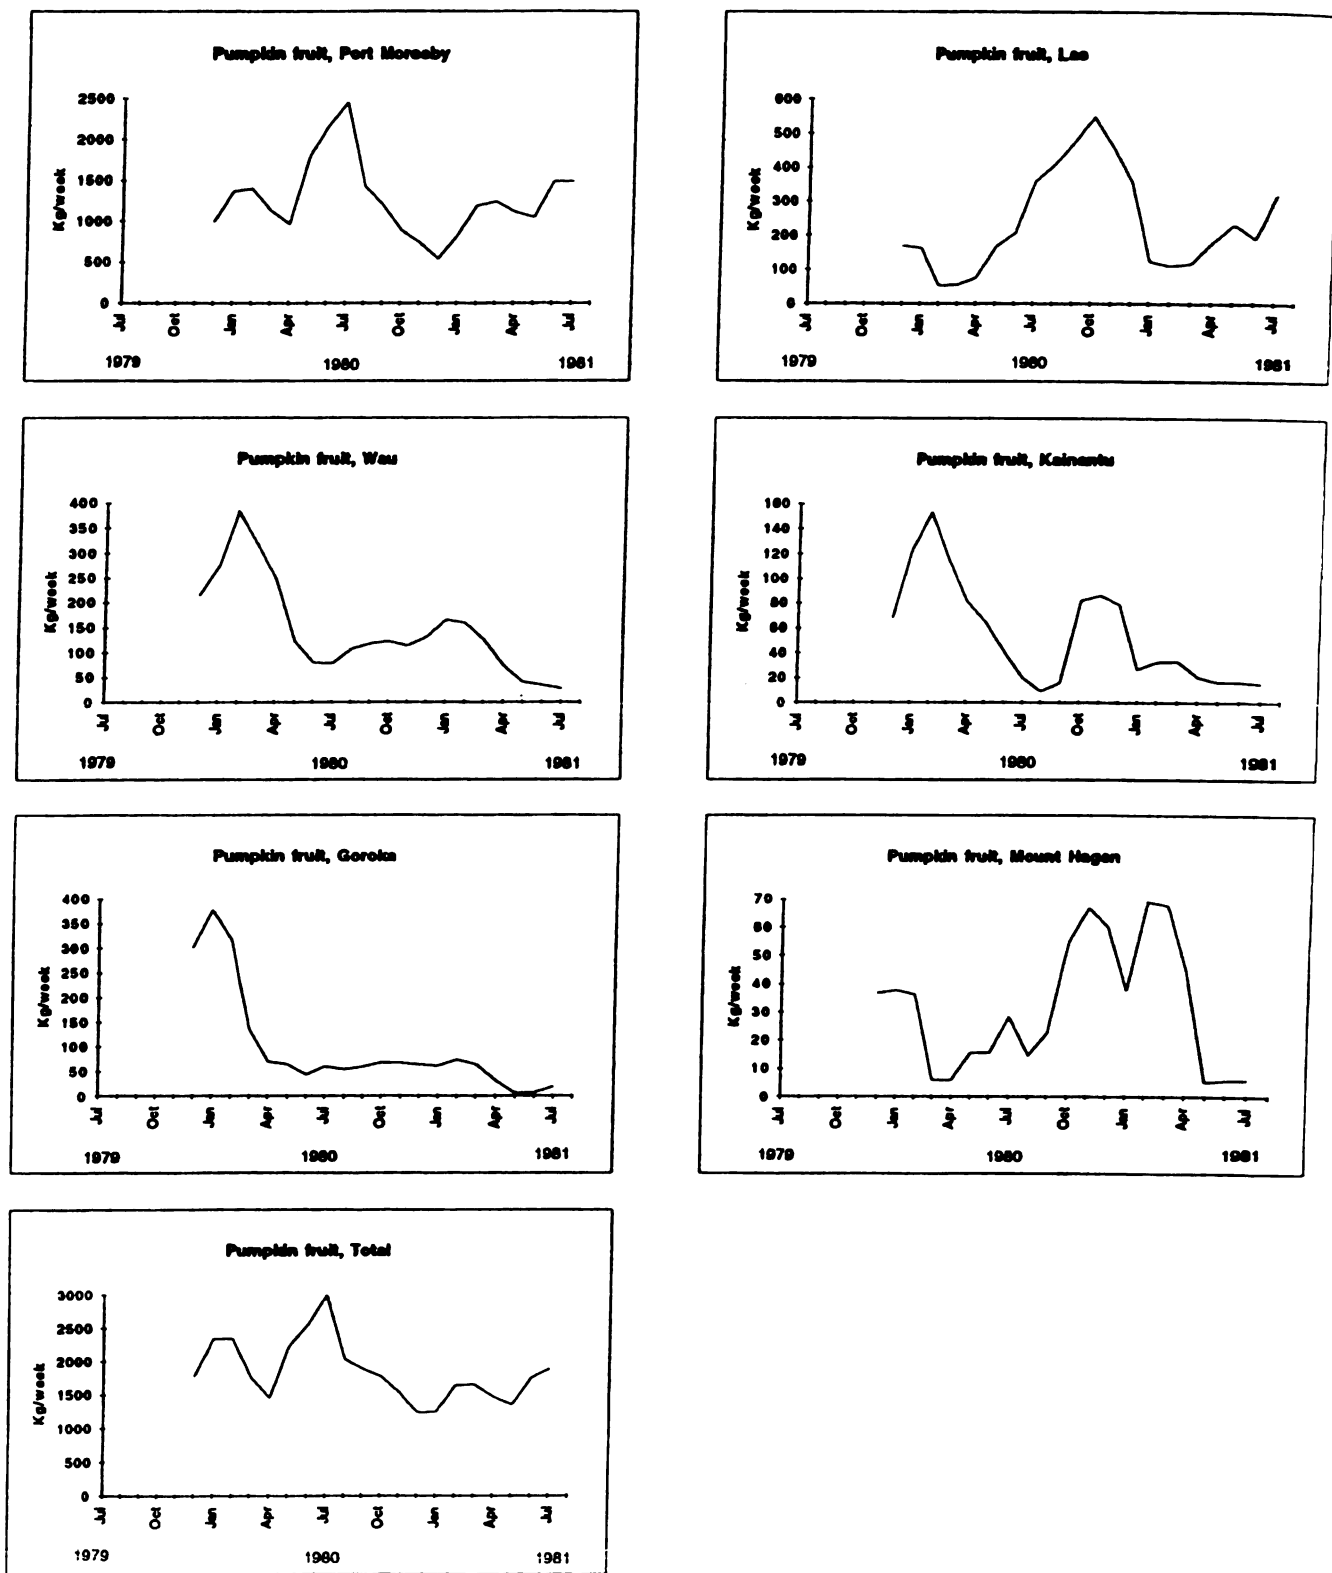 Pumpkin fruit, Port Moresby
2500
2000
1500
1000
500
0
Kg/week
Jul Oct Jan Apr Jul Oct Jan Apr Jul
1979 1980 1981
Pumpkin fruit, Lae
600
500
400
300
200
100
0
Kg/week
Jul Oct Jan Apr Jul Oct Jan Apr Jul
1979 1980 1981
Pumpkin fruit, Wau
400
350
300
250
200
150
100
50
0
Kg/week
Jul Oct Jan Apr Jul Oct Jan Apr Jul
1979 1980 1981
Pumpkin fruit, Kainantu
160
140
120
100
80
60
40
20
0
Kg/week
Jul Oct Jan Apr Jul Oct Jan Apr Jul
1979 1980 1981
Pumpkin fruit, Goroka
400
350
300
250
200
150
100
50
0
Kg/week
Jul Oct Jan Apr Jul Oct Jan Apr Jul
1979 1980 1981
Pumpkin fruit, Mount Hagen
70
60
50
40
30
20
10
0
Kg/week
Jul Oct Jan Apr Jul Oct Jan Apr Jul
1979 1980 1981
Pumpkin fruit, Total
3000
2500
2000
1500
1000
500
0
Kg/week
Jul Oct Jan Apr Jul Oct Jan Apr Jul
1979 1980 1981